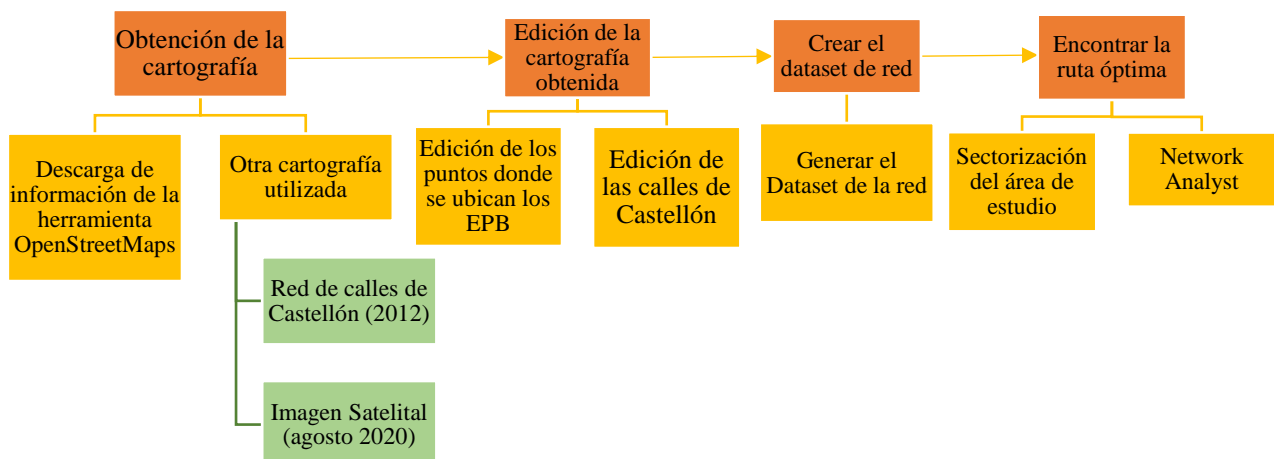 Obtención de la
cartografía
Edición de la
cartografía
obtenida
Crear el
dataset de red
Encontrar la
ruta óptima
Descarga de
información de la
herramienta
OpenStreetMaps
Otra cartografía
utilizada
Edición de los
puntos donde
se ubican los
EPB
Edición de
las calles de
Castellón
Generar el
Dataset de la red
Sectorización
del área de
estudio
Network
Analyst
Red de calles de
Castellón (2012)
Imagen Satelital
(agosto 2020)